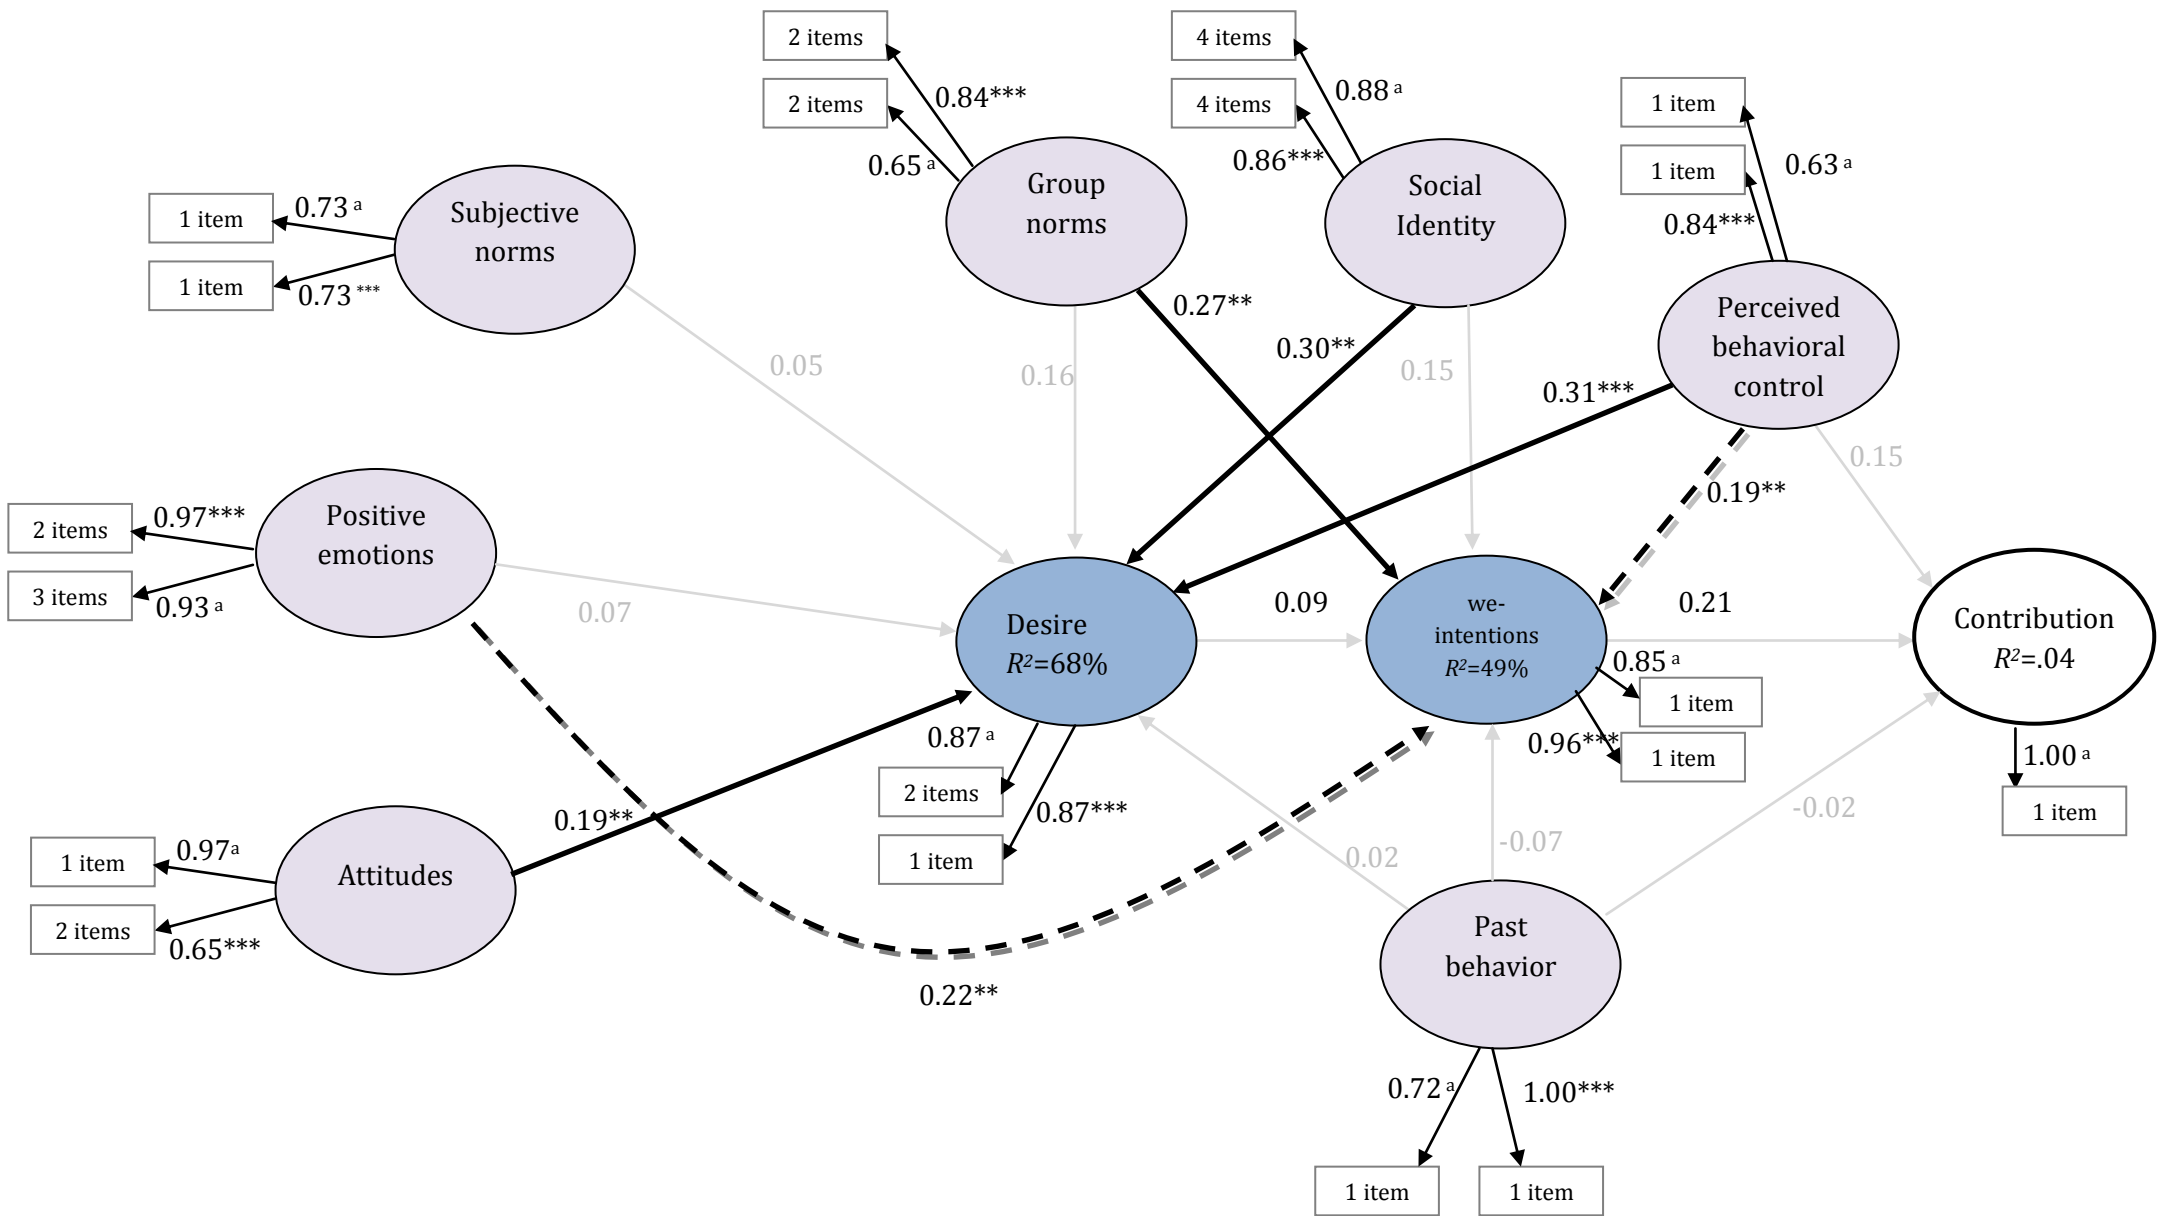 2 items
4 items
2 items
0.84***
4 items
0.88 a
1 item
0.65 a
0.86***
1 item
0.63 a
0.84***
Group
norms
Social
Identity
1 item
0.73 a
Subjective
norms
1 item
0.73 ***
0.27**
0.30**
Perceived
behavioral
control
0.05
0.16
0.15
0.31***
0.15
0.19**
2 items
0.97***
Positive
emotions
3 items
0.93 a
0.07
Desire
R²=68%
0.09
we-
intentions
R²=49%
0.21
Contribution
R²=.04
0.85 a
1 item
0.96***
1 item
1.00 a
1 item
0.87 a
2 items
0.87***
1 item
0.19**
1 item
0.97a
Attitudes
2 items
0.65***
0.02
-0.07
-0.02
0.22**
Past
behavior
0.72 a
1.00***
1 item
1 item